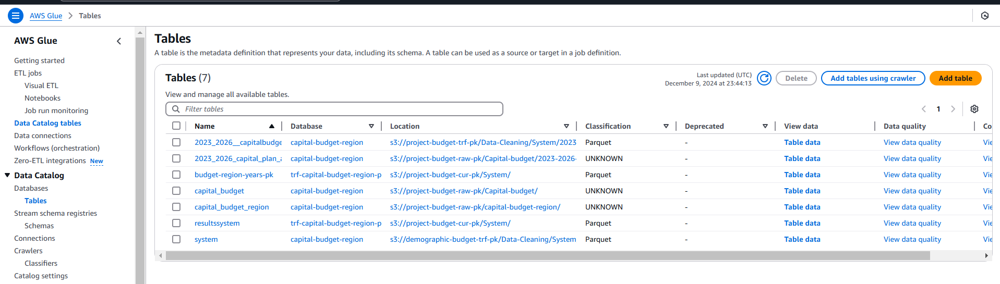 AWS Glue > Tables
AWS Glue
Getting started
ETL jobs
Visual ETL
Notebooks
Job run monitoring
Data Catalog tables
Data connections
Workflows (orchestration)
Zero-ETL integrations New
Data Catalog
Databases
Tables
Stream schema registries
Schemas
Connections
Crawlers
Classifiers
Catalog settings
Tables
A table is the metadata definition that represents your data, including its schema. A table can be used as a source or target in a job definition.
Tables (7)
Last updated (UTC)
December 9, 2024 at 23:44:13
Delete
Add tables using crawler
Add table
View and manage all available tables.
Filter tables
1
Name Database Location Classification Deprecated View data Data quality Co
2023_2026__capitalbudge capital-budget-region s3://project-budget-trf-pk/Data-Cleaning/System/2023 Parquet - Table data View data quality Vie
2023_2026_capital_plan_a capital-budget-region s3://project-budget-raw-pk/Capital-budget/2023-2026- UNKNOWN - Table data View data quality Vie
budget-region-years-pk trf-capital-budget-region-p s3://project-budget-cur-pk/System/ Parquet - Table data View data quality Vie
capital_budget capital-budget-region s3://project-budget-raw-pk/Capital-budget/ UNKNOWN - Table data View data quality Vie
capital_budget_region capital-budget-region s3://project-budget-raw-pk/capital-budget-region/ UNKNOWN - Table data View data quality Vie
resultssystem trf-capital-budget-region-p s3://project-budget-cur-pk/System/ Parquet - Table data View data quality Vie
system capital-budget-region s3://demographic-budget-trf-pk/Data-Cleaning/System Parquet - Table data View data quality Vie